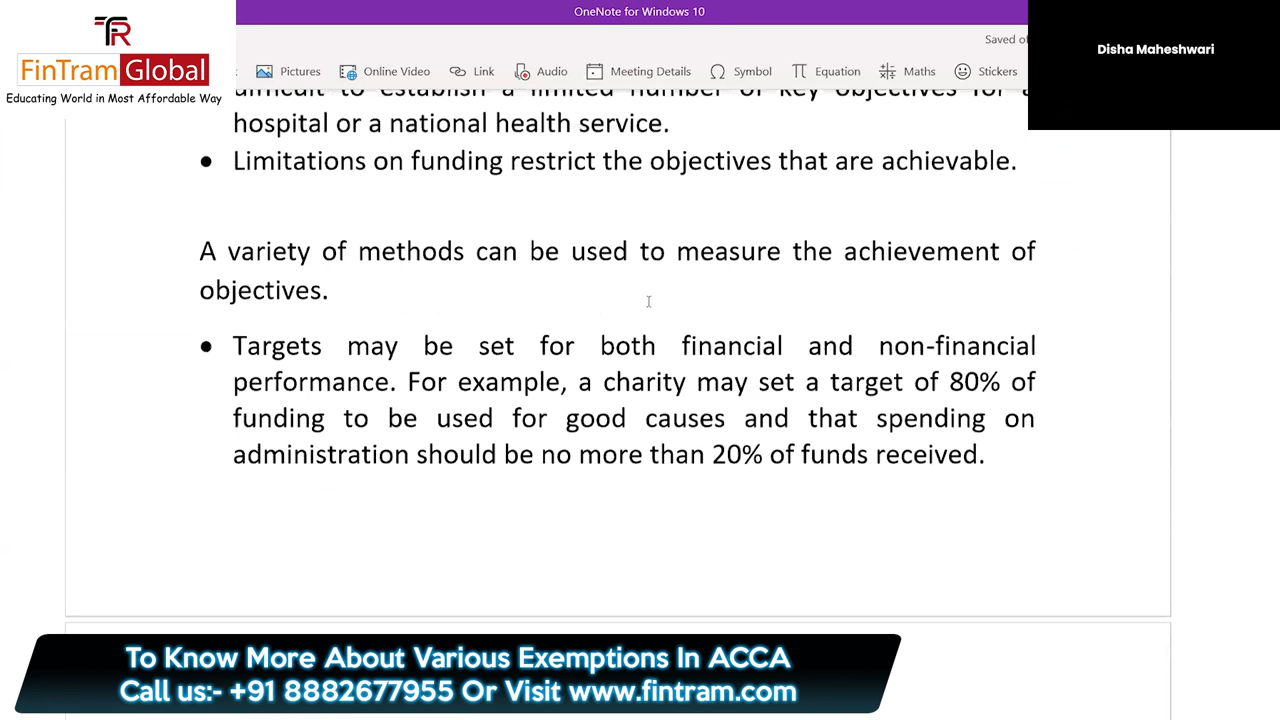 OneNote for Windows 10
TR
FinTram Global
Educating World in Most Affordable Way
Saved of
Disha Maheshwari
Pictures
Online Video
Link
Audio
Meeting Details
Symbol
Equation
Maths
Stickers
difficult to establish a limited number of key objectives for a
hospital or a national health service.
• Limitations on funding restrict the objectives that are achievable.
A variety of methods can be used to measure the achievement of
objectives.
• Targets may be set for both financial and non-financial
performance. For example, a charity may set a target of 80% of
funding to be used for good causes and that spending on
administration should be no more than 20% of funds received.
To Know More About Various Exemptions In ACCA
Call us:- +91 8882677955 Or Visit www.fintram.com